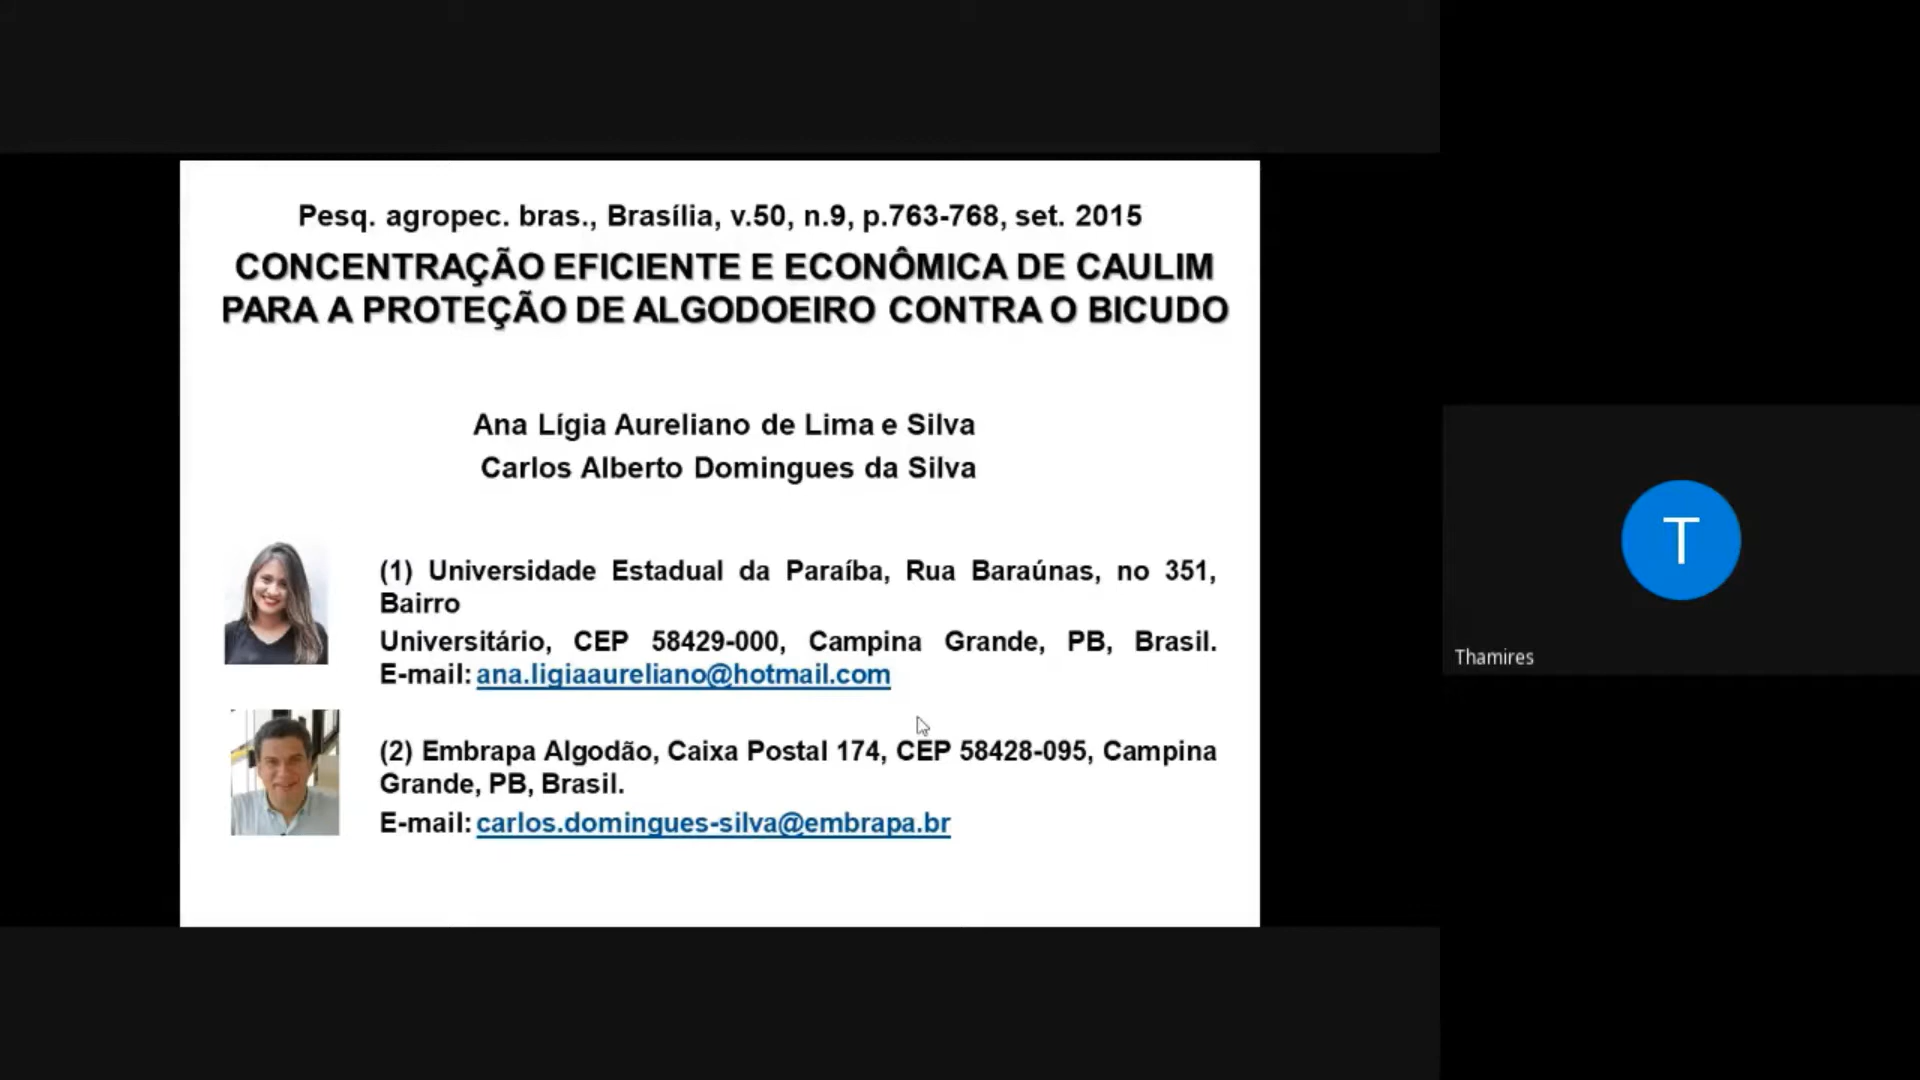 Pesq. agropec. bras., Brasília, v.50, n.9, p.763-768, set. 2015
CONCENTRAÇÃO EFICIENTE E ECONÔMICA DE CAULIM
PARA A PROTEÇÃO DE ALGODOEIRO CONTRA O BICUDO
Ana Lígia Aureliano de Lima e Silva
Carlos Alberto Domingues da Silva
(1) Universidade Estadual da Paraíba, Rua Baraúnas, no 351,
Bairro
Universitário, CEP 58429-000, Campina Grande, PB, Brasil.
E-mail: ana.ligiaaureliano@hotmail.com
(2) Embrapa Algodão, Caixa Postal 174, CEP 58428-095, Campina
Grande, PB, Brasil.
E-mail: carlos.domingues-silva@embrapa.br
T
Thamires